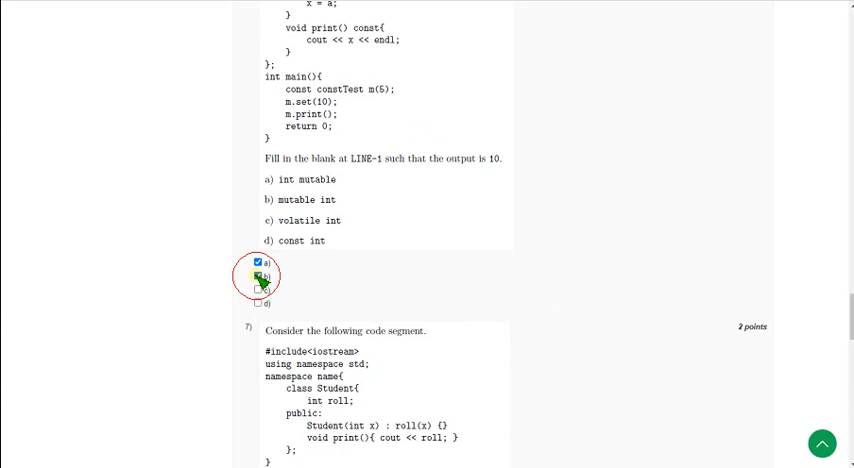 x = a;
}
void print() const{
cout << x << endl;
}
};
int main(){
const constTest m(5);
m.set(10);
m.print();
return 0;
}
Fill in the blank at LINE-1 such that the output is 10.
a) int mutable
b) mutable int
c) volatile int
d) const int
a)
b)
c)
d)
7) Consider the following code segment. 2 points
#include<iostream>
using namespace std;
namespace name{
class Student{
int roll;
public:
Student(int x) : roll(x) {}
void print(){ cout << roll; }
};
}